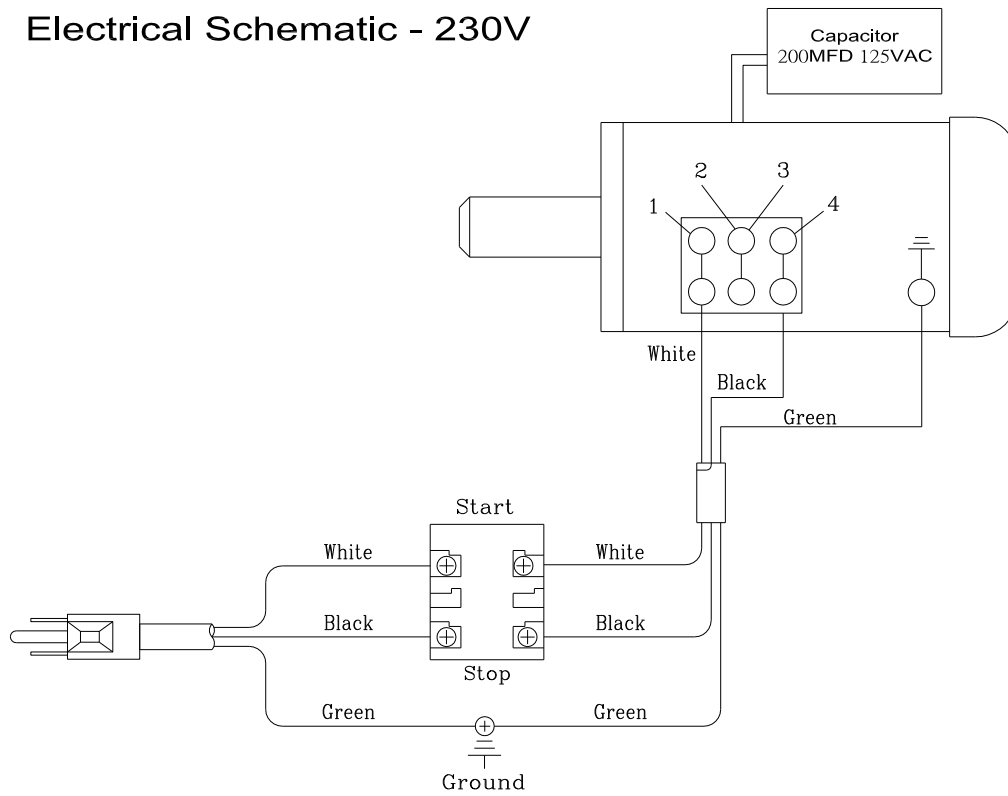 Electrical Schematic - 230V
Capacitor
200MFD 125VAC
2 3
1 4
White
Black
Green
Start
White White
Black Black
Stop
Green Green
Ground